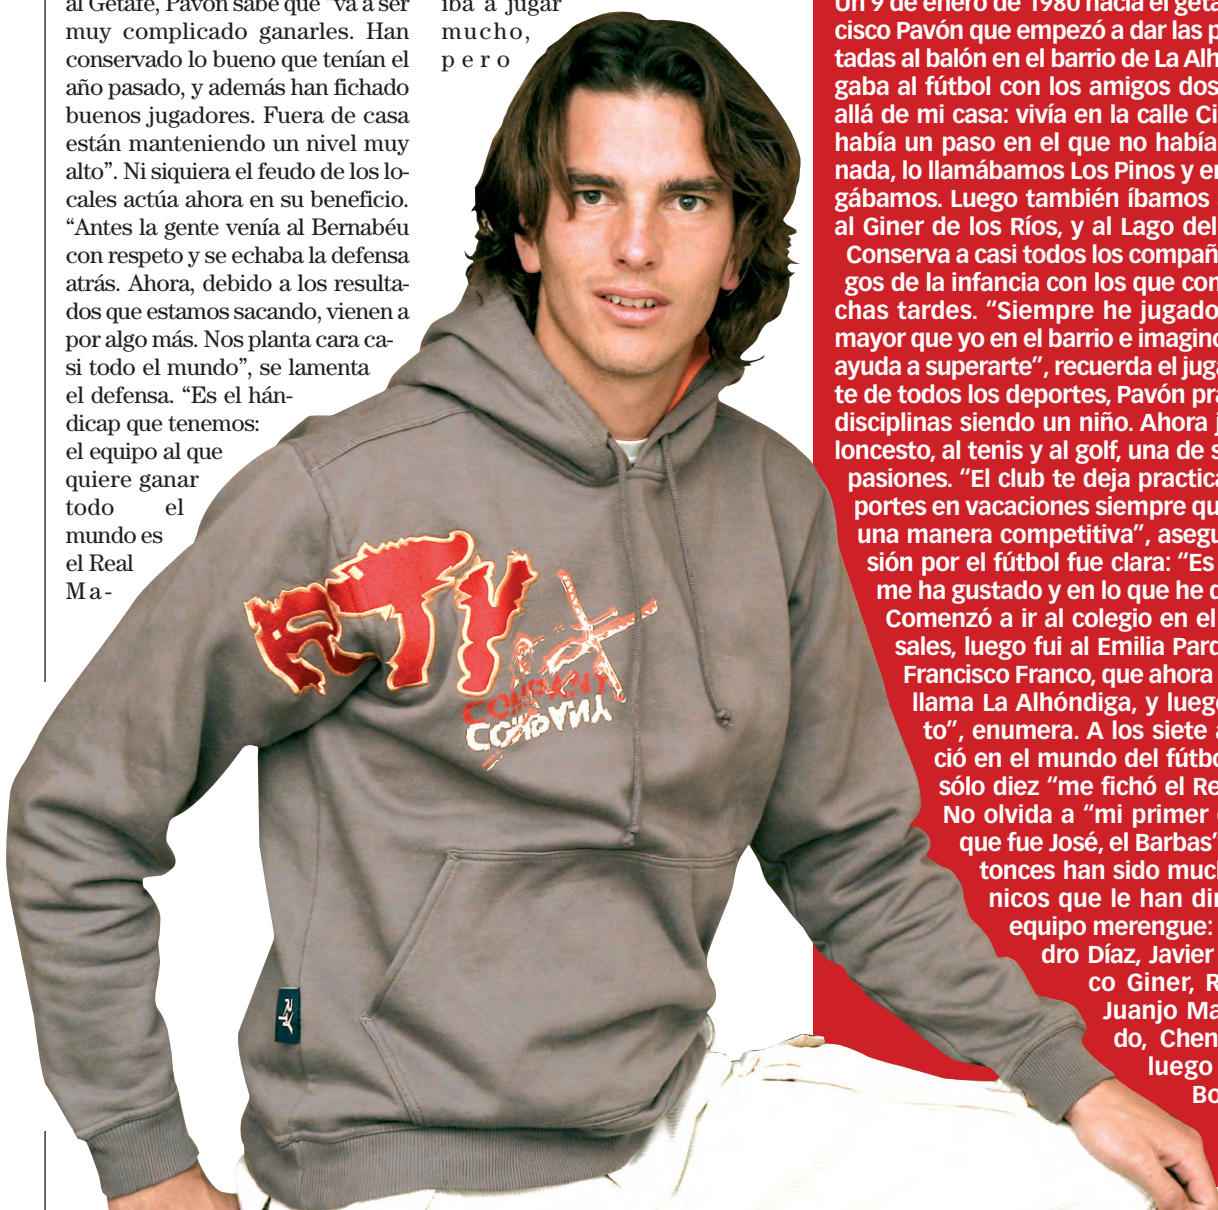 al Getafe, Pavón sabe que “va a ser
muy complicado ganarles. Han
conservado lo bueno que tenían el
año pasado, y además han fichado
buenos jugadores. Fuera de casa
están manteniendo un nivel muy
alto”. Ni siquiera el feudo de los lo-
cales actúa ahora en su beneficio.
“Antes la gente venía al Bernabéu
con respeto y se echaba la defensa
atrás. Ahora, debido a los resulta-
dos que estamos sacando, vienen a
por algo más. Nos planta cara ca-
si todo el mundo”, se lamenta
el defensa. “Es el hán-
dicap que tenemos:
el equipo al que
quiere ganar
todo el
mundo es
el Real
Ma-
iba a jugar
mucho,
pero
RTY
COMPANY
COMPANY
RTY
Un 9 de enero de 1980 nacía el geta
cisco Pavón que empezó a dar las p
tadas al balón en el barrio de La Alh
gaba al fútbol con los amigos dos
allá de mi casa: vivía en la calle Ci
había un paso en el que no había
nada, lo llamábamos Los Pinos y en
gábamos. Luego también íbamos
al Giner de los Ríos, y al Lago del
Conserva a casi todos los compañ
gos de la infancia con los que con
chas tardes. “Siempre he jugado
mayor que yo en el barrio e imagino
ayuda a superarte”, recuerda el juga
te de todos los deportes, Pavón pra
disciplinas siendo un niño. Ahora j
loncesto, al tenis y al golf, una de s
pasiones. “El club te deja practica
portes en vacaciones siempre qu
una manera competitiva”, asegu
sión por el fútbol fue clara: “Es
me ha gustado y en lo que he d
Comenzó a ir al colegio en el
sales, luego fui al Emilia Pard
Francisco Franco, que ahora
llama La Alhóndiga, y luego
to”, enumera. A los siete a
ció en el mundo del fútbo
sólo diez “me fichó el Re
No olvida a “mi primer
que fue José, el Barbas”
tonces han sido much
nicos que le han dir
equipo merengue:
dro Díaz, Javier
co Giner, R
Juanjo Ma
do, Chen
luego
Bo